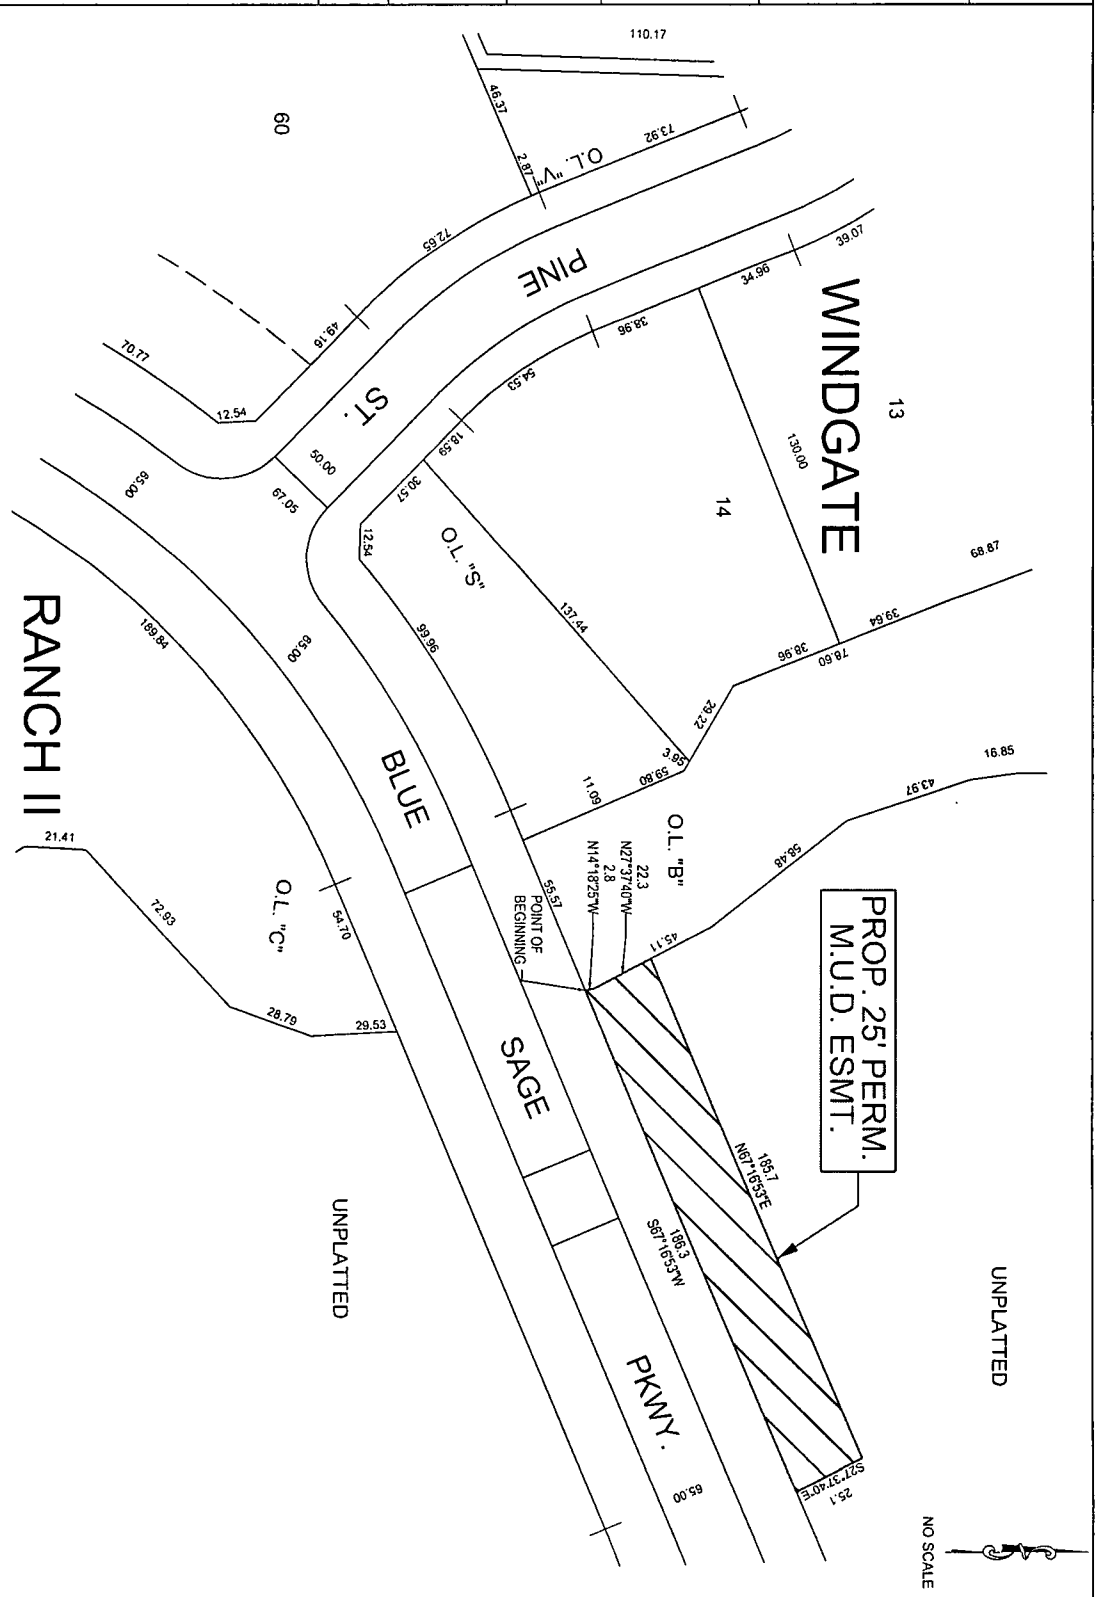 110.17
46.37
2.87
73.92
O.L. "V"
60
72.65
49.16
70.77
12.54
PINE
ST.
39.07
34.96
38.96
54.53
18.59
30.57
12.54
50.00
67.05
65.00
WINDGATE
RANCH II
13
130.00
14
68.87
39.64
78.60
38.96
29.22
3.95
59.80
11.09
137.44
O.L. "S"
99.96
189.84
65.00
BLUE
SAGE
PKWY.
65.00
16.85
43.97
58.48
45.11
O.L. "B"
22.3
N27°37'40"W
2.8
N14°18'25"W
55.57
POINT OF
BEGINNING
PROP. 25' PERM.
M.U.D. ESMT.
185.7
N67°16'53"E
186.3
S67°16'53"W
S27°37'40"E
25.1
21.41
72.93
O.L. "C"
54.70
28.79
29.53
UNPLATTED
UNPLATTED
NO SCALE